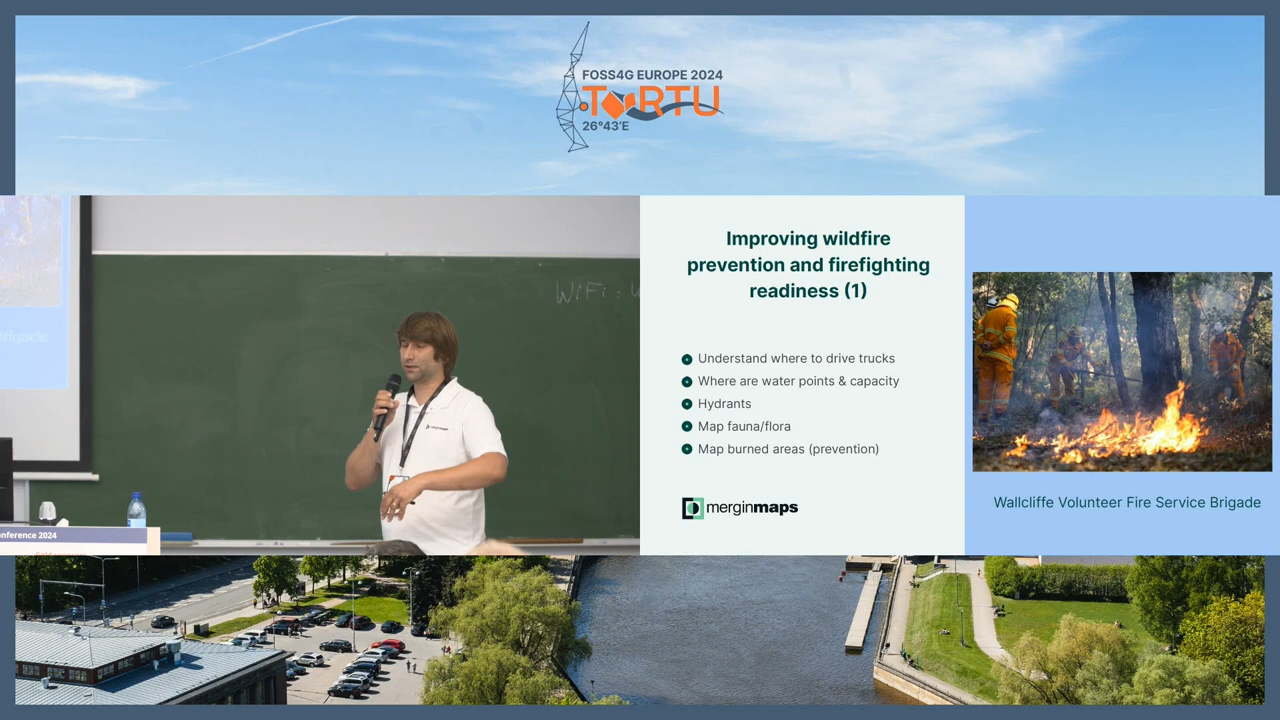 FOSS4G EUROPE 2024
TORTU
26°43'E
WiFi :
merginmaps
onference 2024
Improving wildfire
prevention and firefighting
readiness (1)
Understand where to drive trucks
Where are water points & capacity
Hydrants
Map fauna/flora
Map burned areas (prevention)
merginmaps
Wallcliffe Volunteer Fire Service Brigade